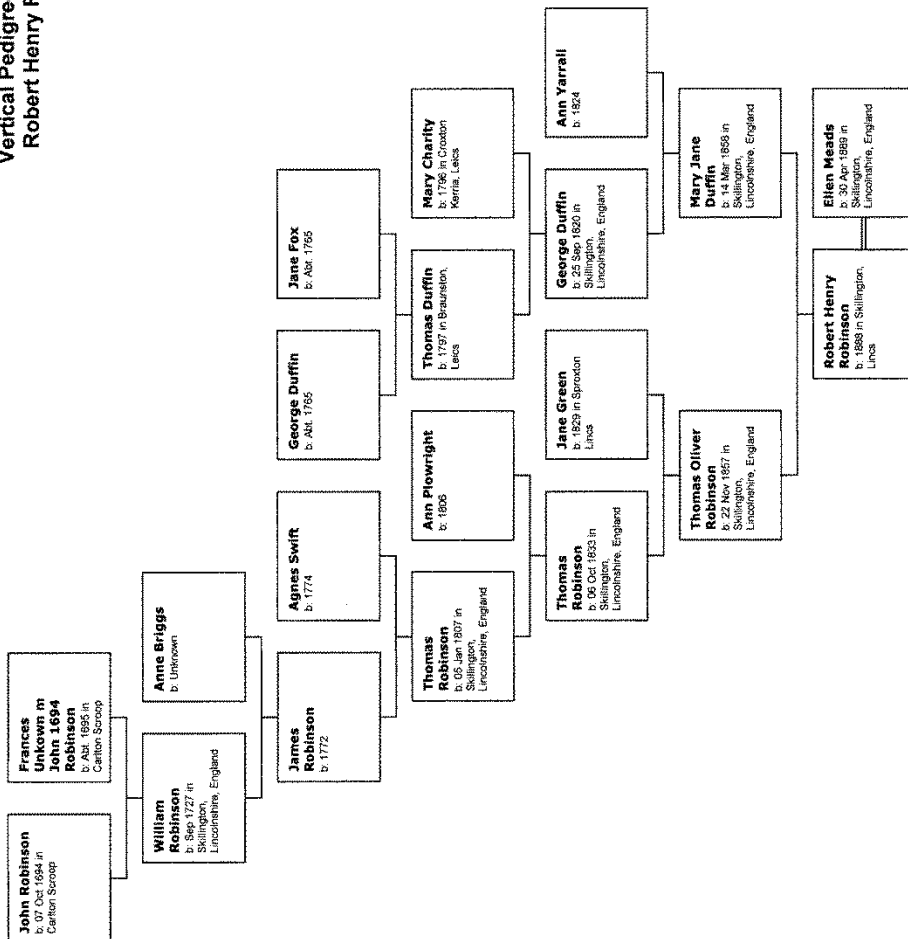 Vertical Pedigre
Robert Henry R
John Robinson
b: 07 Oct 1694 in
Carlton Scroop
Frances
Unkown m
John 1694
Robinson
b: Abt. 1695 in
Carlton Scroop
William
Robinson
b: Sep 1727 in
Skillington,
Lincolnshire, England
Anne Briggs
b: Unknown
James
Robinson
b: 1772
Agnes Swift
b: 1774
George Duffin
b: Abt. 1765
Jane Fox
b: Abt. 1765
Thomas
Robinson
b: 05 Jan 1807 in
Skillington,
Lincolnshire, England
Ann Plowright
b: 1806
Thomas Duffin
b: 1797 in Braunston,
Leics
Mary Charity
b: 1796 in Croxton
Kerria, Leics
Thomas
Robinson
b: 06 Oct 1833 in
Skillington,
Lincolnshire, England
Jane Green
b: 1829 in Sproxton
Lincs
George Duffin
b: 25 Sep 1820 in
Skillington,
Lincolnshire, England
Ann Yarrall
b: 1824
Thomas Oliver
Robinson
b: 22 Nov 1857 in
Skillington,
Lincolnshire, England
Mary Jane
Duffin
b: 14 Mar 1858 in
Skillington,
Lincolnshire, England
Robert Henry
Robinson
b: 1888 in Skillington,
Lincs
Ellen Meads
b: 30 Apr 1889 in
Skillington,
Lincolnshire, England